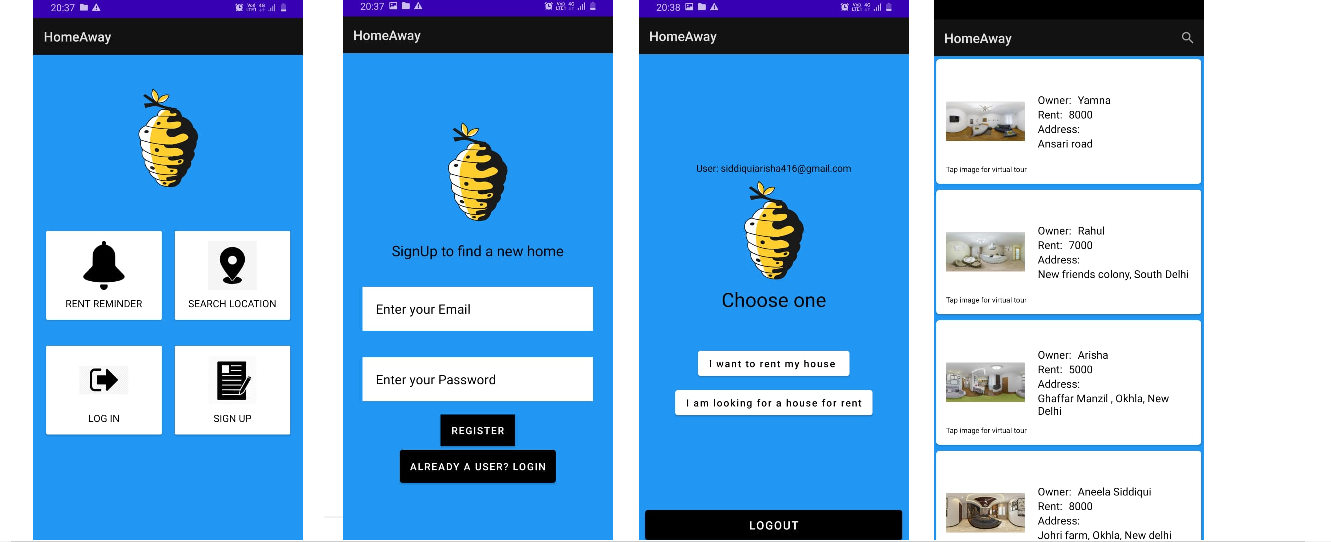 20:37
HomeAway
RENT REMINDER
SEARCH LOCATION
LOG IN
SIGN UP
20:37
HomeAway
SignUp to find a new home
Enter your Email
Enter your Password
REGISTER
ALREADY A USER? LOGIN
20:38
HomeAway
User: siddiquiarisha416@gmail.com
Choose one
I want to rent my house
I am looking for a house for rent
LOGOUT
HomeAway
Owner: Yamna
Rent: 8000
Address:
Ansari road
Tap image for virtual tour
Owner: Rahul
Rent: 7000
Address:
New friends colony, South Delhi
Tap image for virtual tour
Owner: Arisha
Rent: 5000
Address:
Ghaffar Manzil , Okhla, New
Delhi
Tap image for virtual tour
Owner: Aneela Siddiqui
Rent: 8000
Address:
Johri farm, Okhla, New delhi